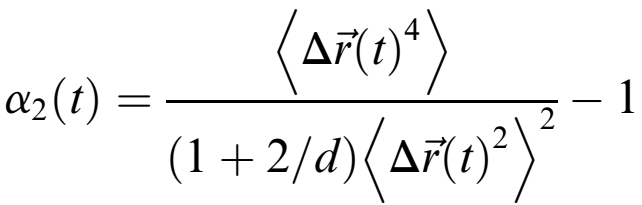 α₂(t) = ⟨Δr⃗(t)⁴⟩ / (1 + 2/d)⟨Δr⃗(t)²⟩² − 1